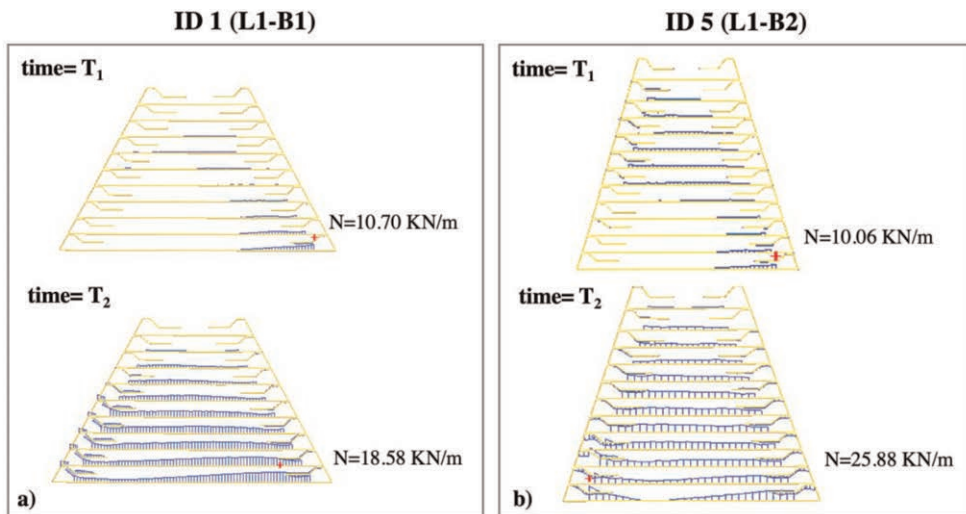 ID 1 (L1-B1)
time= T1
N=10.70 KN/m
time= T2
N=18.58 KN/m
a)
ID 5 (L1-B2)
time= T1
N=10.06 KN/m
time= T2
N=25.88 KN/m
b)